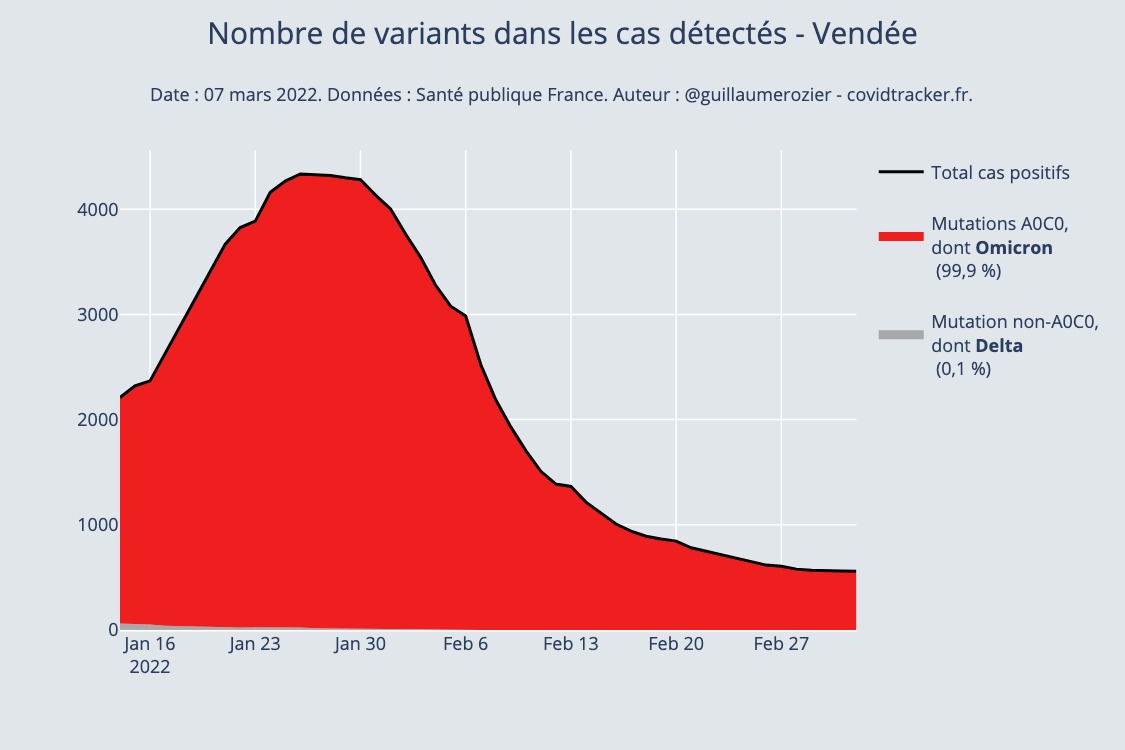 Nombre de variants dans les cas détectés - Vendée
Date : 07 mars 2022. Données : Santé publique France. Auteur : @guillaumerozier - covidtracker.fr.
Total cas positifs
Mutations A0C0,
dont Omicron
(99,9 %)
Mutation non-A0C0,
dont Delta
(0,1 %)
4000
3000
2000
1000
0
Jan 16 Jan 23 Jan 30 Feb 6 Feb 13 Feb 20 Feb 27
2022